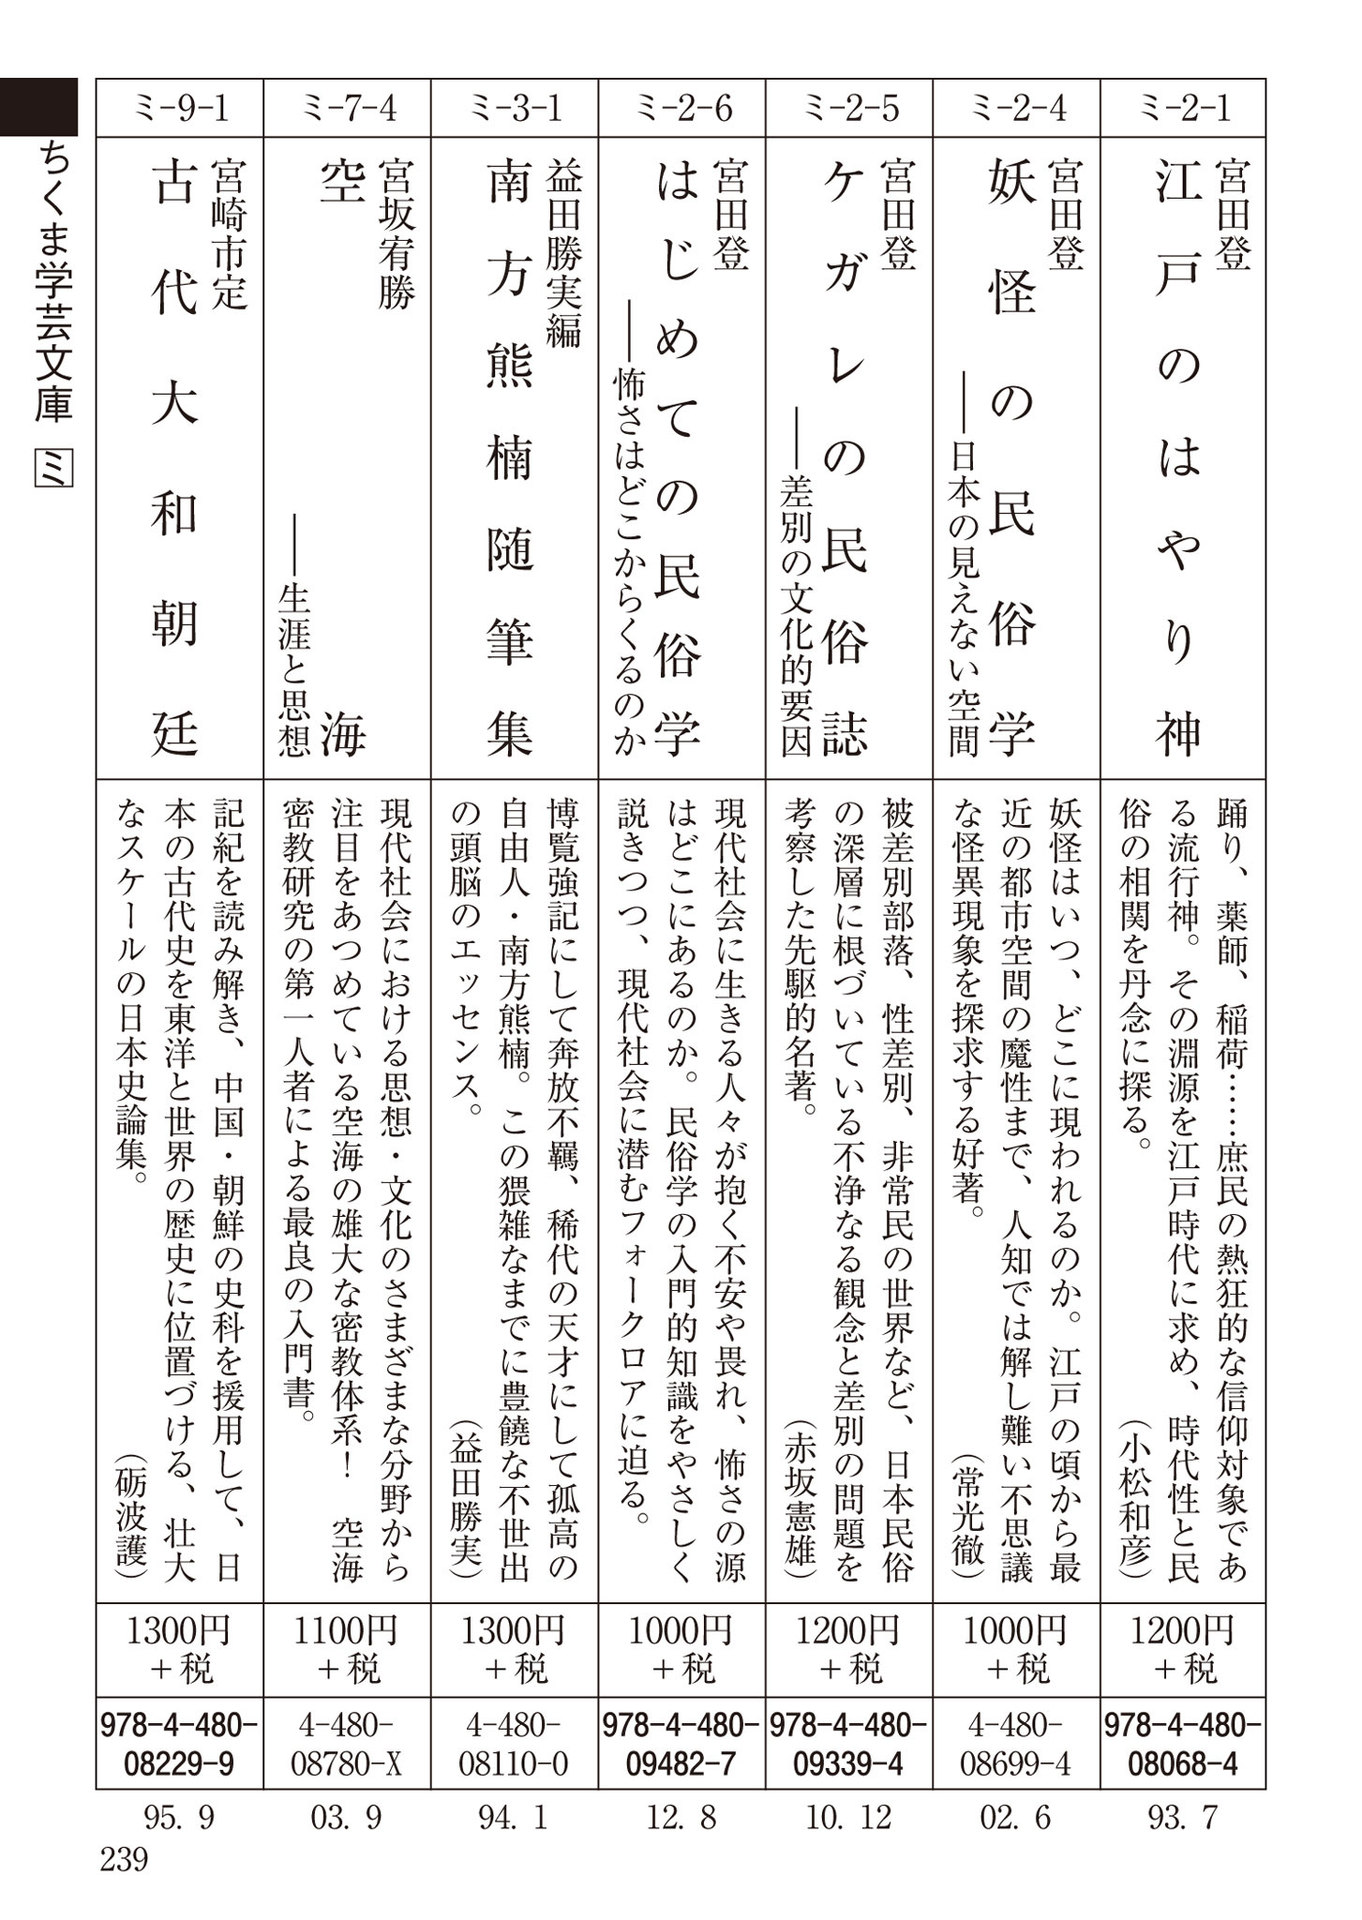 ちくま学芸文庫 ミ
ミ-2-1
宮田登
江戸のはやり神
踊り、薬師、稲荷……庶民の熱狂的な信仰対象であ
る流行神。その淵源を江戸時代に求め、時代性と民
俗の相関を丹念に探る。
（小松和彦）
1200円
+税
978-4-480-
08068-4
93. 7
ミ-2-4
宮田登
妖怪の民俗学
――日本の見えない空間
妖怪はいつ、どこに現われるのか。江戸の頃から最
近の都市空間の魔性まで、人知では解し難い不思議
な怪異現象を探求する好著。
（常光徹）
1000円
+税
4-480-
08699-4
02. 6
ミ-2-5
宮田登
ケガレの民俗誌
――差別の文化的要因
被差別部落、性差別、非常民の世界など、日本民俗
の深層に根づいている不浄なる観念と差別の問題を
考察した先駆的名著。
（赤坂憲雄）
1200円
+税
978-4-480-
09339-4
10. 12
ミ-2-6
宮田登
はじめての民俗学
――怖さはどこからくるのか
現代社会に生きる人々が抱く不安や畏れ、怖さの源
はどこにあるのか。民俗学の入門的知識をやさしく
説きつつ、現代社会に潜むフォークロアに迫る。
1000円
+税
978-4-480-
09482-7
12. 8
ミ-3-1
益田勝実編
南方熊楠随筆集
博覧強記にして奔放不羈、稀代の天才にして孤高の
自由人・南方熊楠。この猥雑なまでに豊饒な不世出
の頭脳のエッセンス。
（益田勝実）
1300円
+税
4-480-
08110-0
94. 1
ミ-7-4
宮坂宥勝
空海
――生涯と思想
現代社会における思想・文化のさまざまな分野から
注目をあつめている空海の雄大な密教体系！　空海
密教研究の第一人者による最良の入門書。
1100円
+税
4-480-
08780-X
03. 9
ミ-9-1
宮崎市定
古代大和朝廷
記紀を読み解き、中国・朝鮮の史科を援用して、日
本の古代史を東洋と世界の歴史に位置づける、壮大
なスケールの日本史論集。
（砺波護）
1300円
+税
978-4-480-
08229-9
95. 9
239